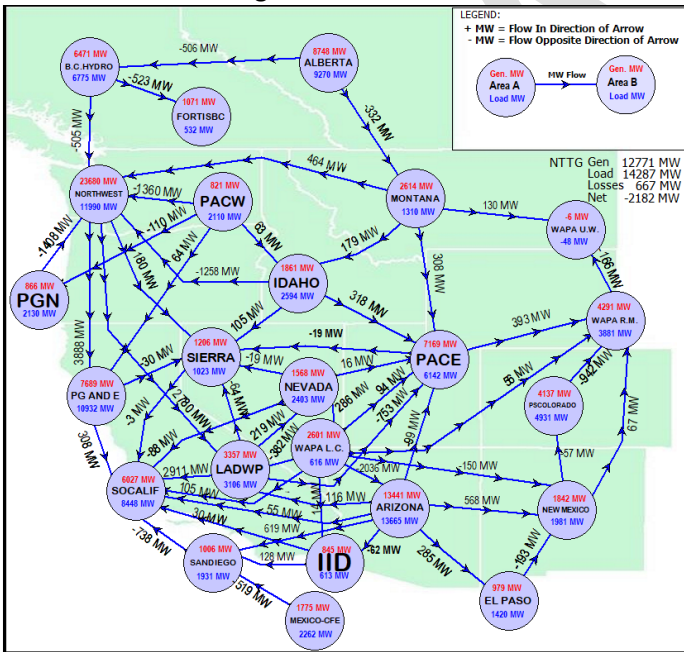 LEGEND:
+ MW = Flow In Direction of Arrow
- MW = Flow Opposite Direction of Arrow
Gen. MW
Area A
Load MW
MW Flow
Gen. MW
Area B
Load MW
NTTG Gen 12771 MW
Load 14287 MW
Losses 667 MW
Net -2182 MW
6471 MW
B.C.HYDRO
6775 MW
-506 MW
8748 MW
ALBERTA
9270 MW
-523 MW
1071 MW
FORTISBC
532 MW
-332 MW
-505 MW
464 MW
23680 MW
NORTHWEST
11990 MW
-1360 MW
821 MW
PACW
2110 MW
2614 MW
MONTANA
1310 MW
130 MW
-6 MW
WAPA U.W.
-48 MW
-110 MW
64 MW
83 MW
179 MW
308 MW
-166 MW
-1408 MW
180 MW
-1258 MW
866 MW
PGN
2130 MW
1861 MW
IDAHO
2594 MW
318 MW
393 MW
4291 MW
WAPA R.M.
3881 MW
3888 MW
105 MW
-19 MW
1206 MW
SIERRA
1023 MW
7169 MW
PACE
6142 MW
-30 MW
-19 MW
16 MW
7689 MW
PG AND E
10932 MW
1568 MW
NEVADA
2403 MW
286 MW
94 MW
-753 MW
55 MW
-942 MW
4137 MW
PSCOLORADO
4931 MW
67 MW
-3 MW
2780 MW
-64 MW
219 MW
-382 MW
-88 MW
-99 MW
308 MW
3357 MW
LADWP
3106 MW
2601 MW
WAPA L.C.
616 MW
-57 MW
2911 MW
2036 MW
-150 MW
6027 MW
SOCALIF
8448 MW
105 MW
116 MW
55 MW
30 MW
619 MW
13441 MW
ARIZONA
13665 MW
568 MW
1842 MW
NEW MEXICO
1981 MW
-738 MW
128 MW
-62 MW
285 MW
-193 MW
1006 MW
SANDIEGO
1931 MW
845 MW
IID
613 MW
-519 MW
979 MW
EL PASO
1420 MW
1775 MW
MEXICO-CFE
2262 MW